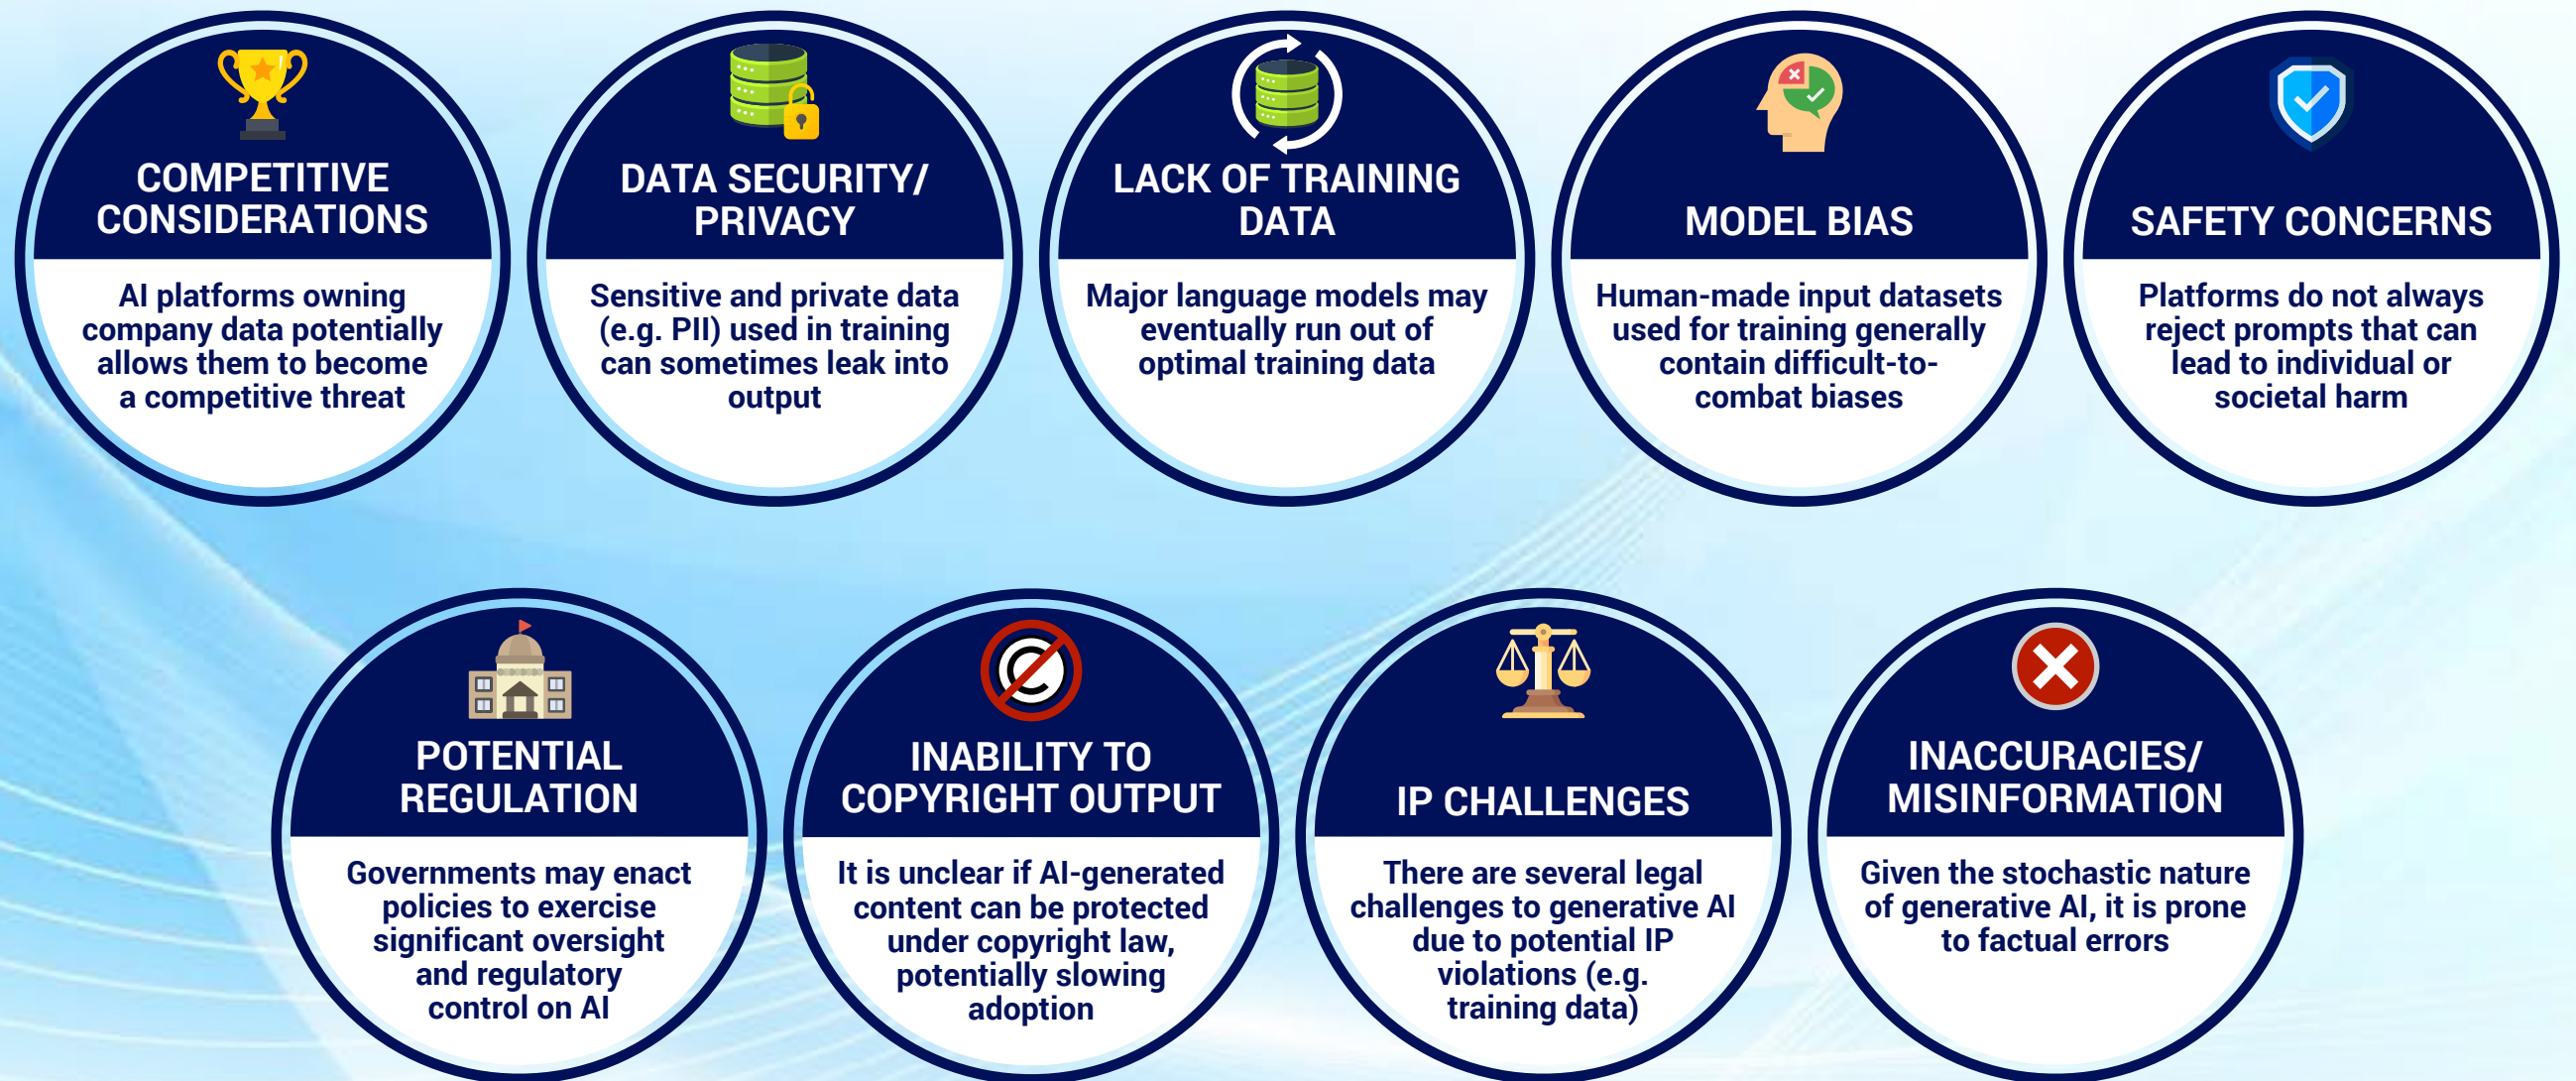 COMPETITIVE
CONSIDERATIONS
AI platforms owning
company data potentially
allows them to become
a competitive threat
DATA SECURITY/
PRIVACY
Sensitive and private data
(e.g. PII) used in training
can sometimes leak into
output
LACK OF TRAINING
DATA
Major language models may
eventually run out of
optimal training data
MODEL BIAS
Human-made input datasets
used for training generally
contain difficult-to-
combat biases
SAFETY CONCERNS
Platforms do not always
reject prompts that can
lead to individual or
societal harm
POTENTIAL
REGULATION
Governments may enact
policies to exercise
significant oversight
and regulatory
control on AI
INABILITY TO
COPYRIGHT OUTPUT
It is unclear if AI-generated
content can be protected
under copyright law,
potentially slowing
adoption
IP CHALLENGES
There are several legal
challenges to generative AI
due to potential IP
violations (e.g.
training data)
INACCURACIES/
MISINFORMATION
Given the stochastic nature
of generative AI, it is prone
to factual errors